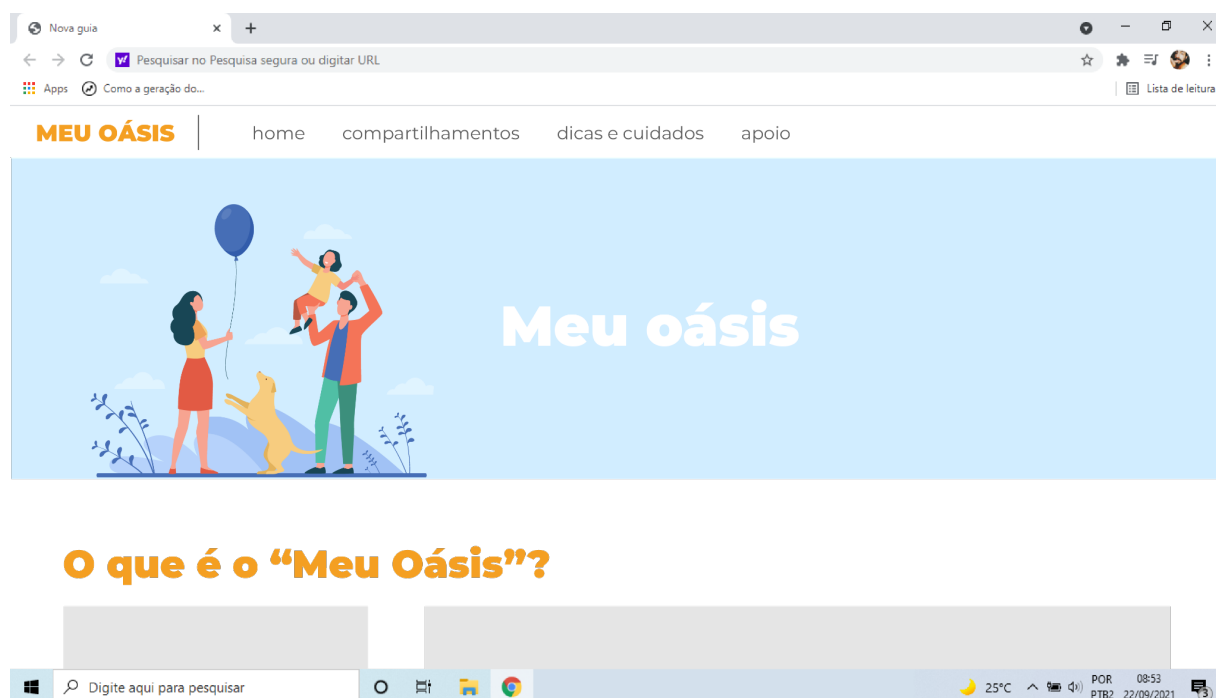 Nova guia
Pesquisar no Pesquisa segura ou digitar URL
Apps Como a geração do... Lista de leitura
MEU OÁSIS home compartilhamentos dicas e cuidados apoio
Meu oásis
O que é o “Meu Oásis”?
Digite aqui para pesquisar 25°C POR 08:53
PTB2 22/09/2021 3